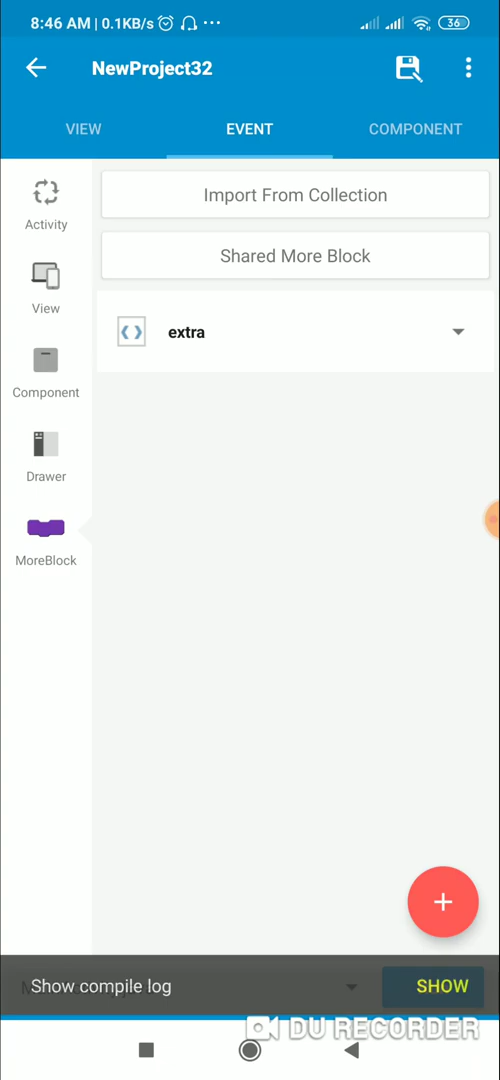 8:46 AM | 0.1KB/s ... 36
NewProject32
VIEW EVENT COMPONENT
Activity
View
Component
Drawer
MoreBlock
Import From Collection
Shared More Block
extra
Show compile log SHOW
DU RECORDER